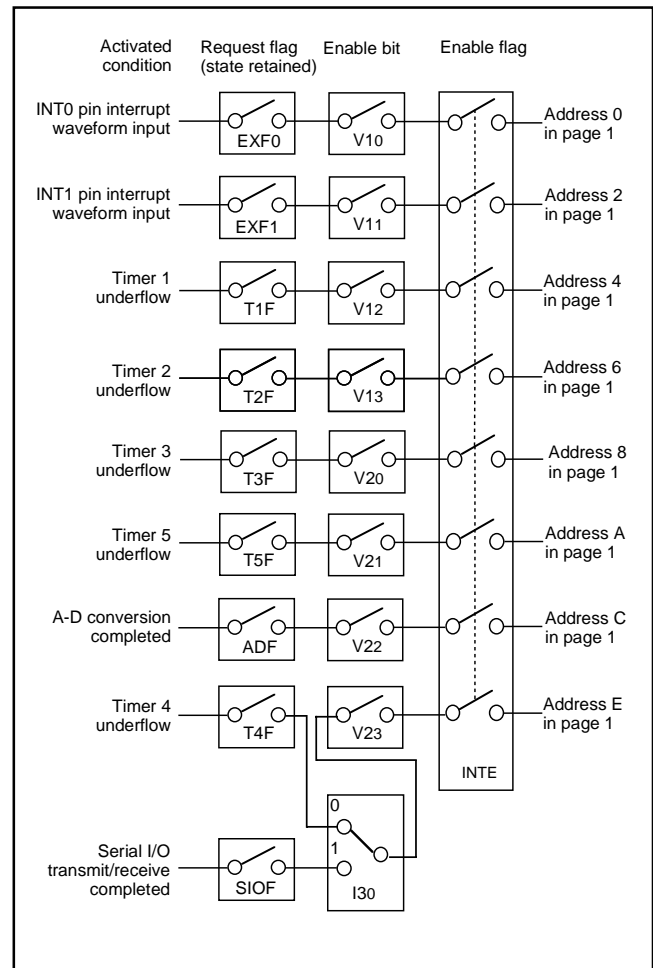 Activated
condition
Request flag
(state retained)
Enable bit
Enable flag
INT0 pin interrupt
waveform input
EXF0
V10
Address 0
in page 1
INT1 pin interrupt
waveform input
EXF1
V11
Address 2
in page 1
Timer 1
underflow
T1F
V12
Address 4
in page 1
Timer 2
underflow
T2F
V13
Address 6
in page 1
Timer 3
underflow
T3F
V20
Address 8
in page 1
Timer 5
underflow
T5F
V21
Address A
in page 1
A-D conversion
completed
ADF
V22
Address C
in page 1
Timer 4
underflow
T4F
V23
Address E
in page 1
INTE
0
1
Serial I/O
transmit/receive
completed
SIOF
I30